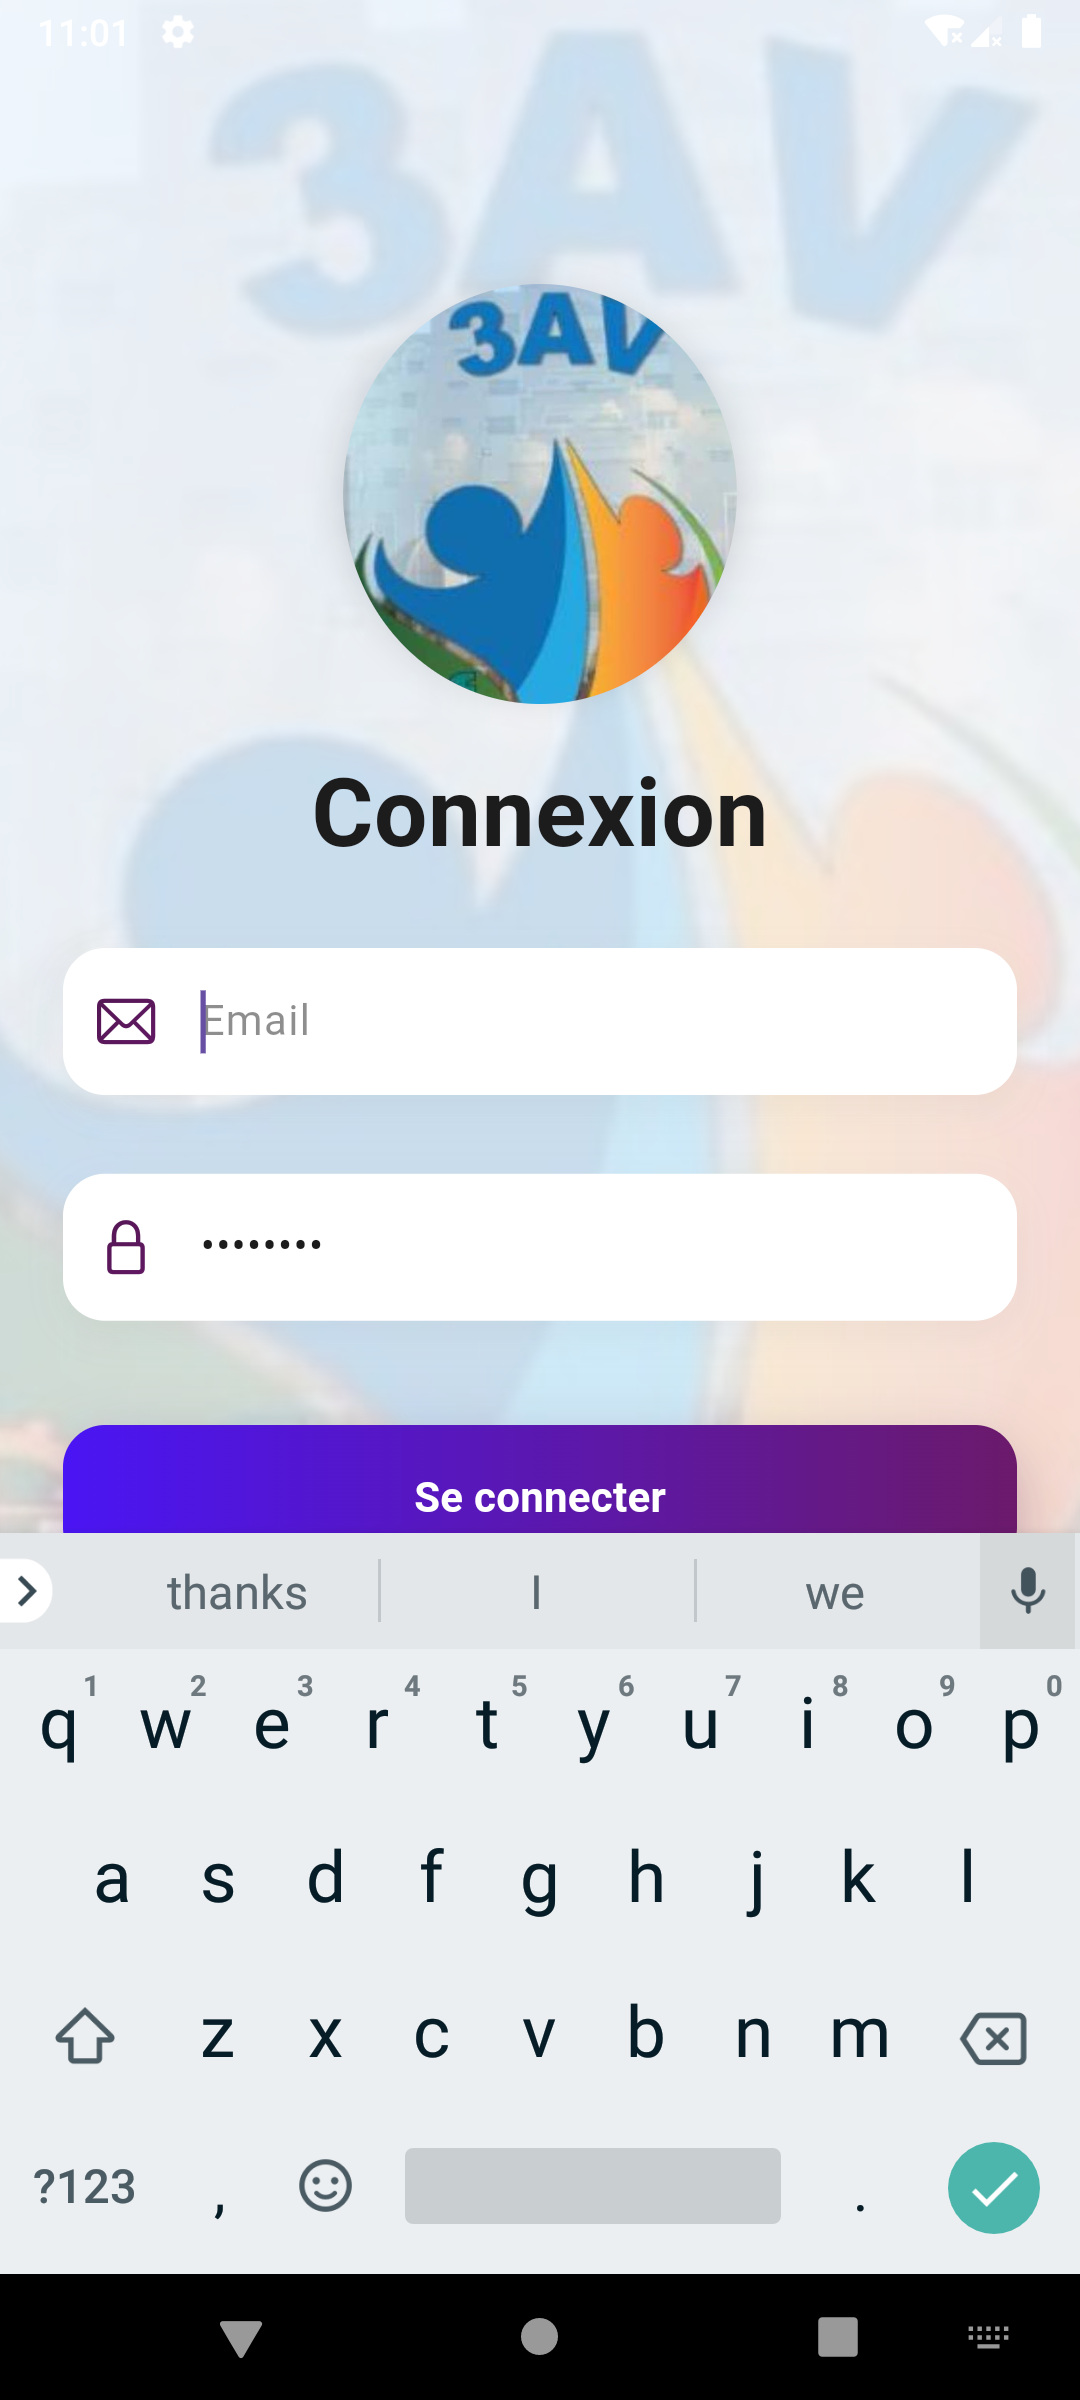 11:01
3AV
3AV
Connexion
Email
••••••••
Se connecter
thanks I we
1 2 3 4 5 6 7 8 9 0
q w e r t y u i o p
a s d f g h j k l
z x c v b n m
?123 , .